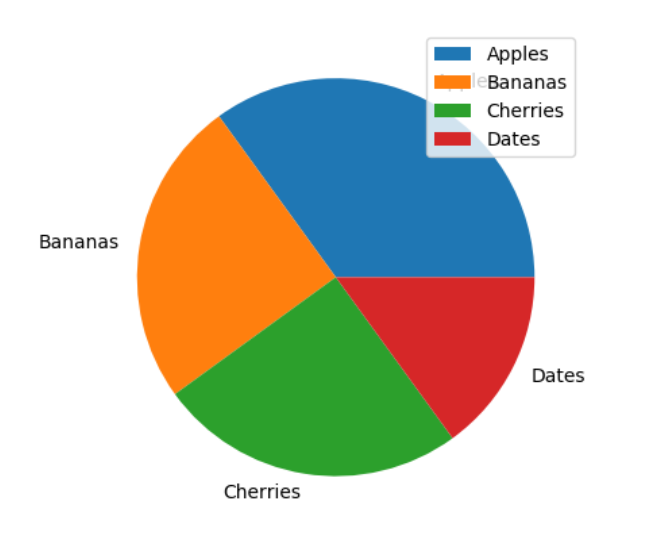 Apples
Bananas
Cherries
Dates
Bananas
Dates
Cherries